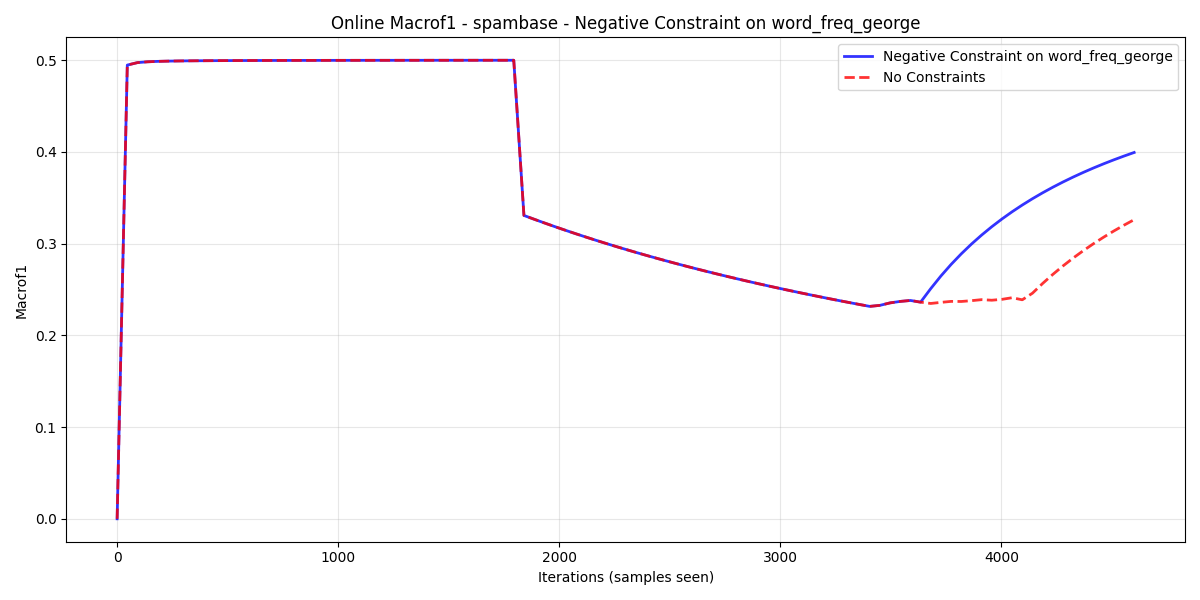 Online Macrof1 - spambase - Negative Constraint on word_freq_george
Negative Constraint on word_freq_george
No Constraints
0.5
0.4
0.3
0.2
0.1
0.0
Macrof1
0 1000 2000 3000 4000
Iterations (samples seen)